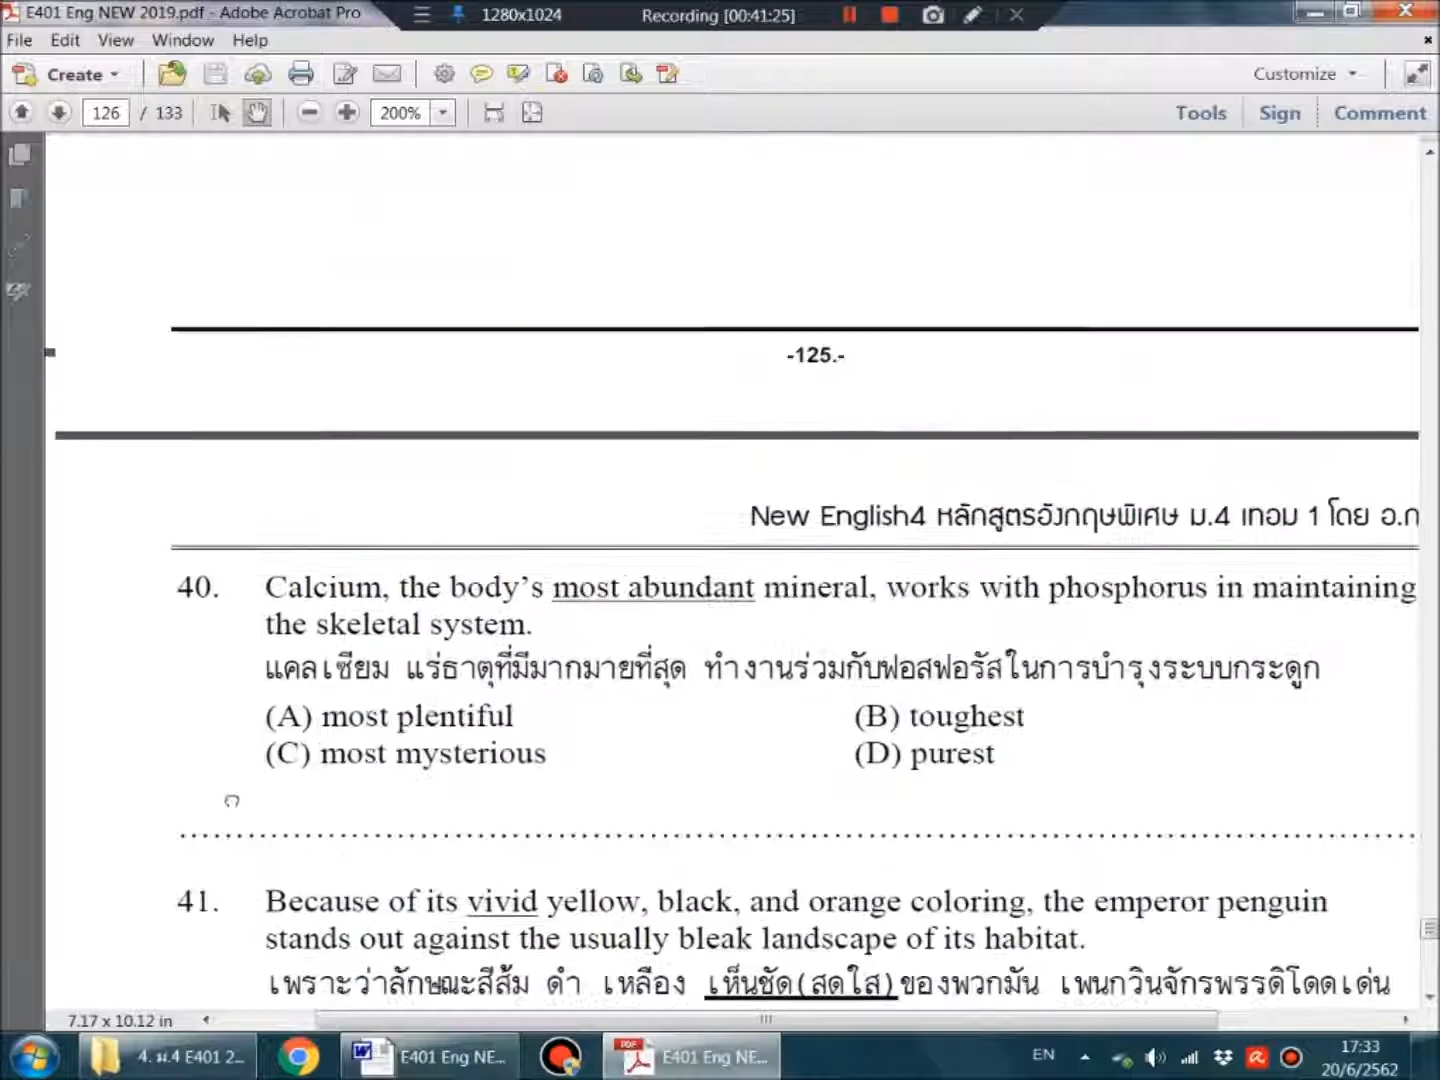 E401 Eng NEW 2019.pdf - Adobe Acrobat Pro
1280x1024
Recording [00:41:25]
File Edit View Window Help
Create
Customize
126 / 133
200%
Tools Sign Comment
-125.-
New English4 หลักสูตรอังกฤษพิเศษ ม.4 เทอม 1 โดย อ.ก
40. Calcium, the body’s most abundant mineral, works with phosphorus in maintaining
the skeletal system.
แคลเซียม แร่ธาตุที่มีมากมายที่สุด ทำงานร่วมกับฟอสฟอรัสในการบำรุงระบบกระดูก
(A) most plentiful (B) toughest
(C) most mysterious (D) purest
41. Because of its vivid yellow, black, and orange coloring, the emperor penguin
stands out against the usually bleak landscape of its habitat.
เพราะว่าลักษณะสีส้ม ดำ เหลือง เห็นชัด(สดใส)ของพวกมัน เพนกวินจักรพรรดิโดดเด่น
7.17 x 10.12 in
4. ม.4 E401 2...
E401 Eng NE...
E401 Eng NE...
EN
17:33
20/6/2562